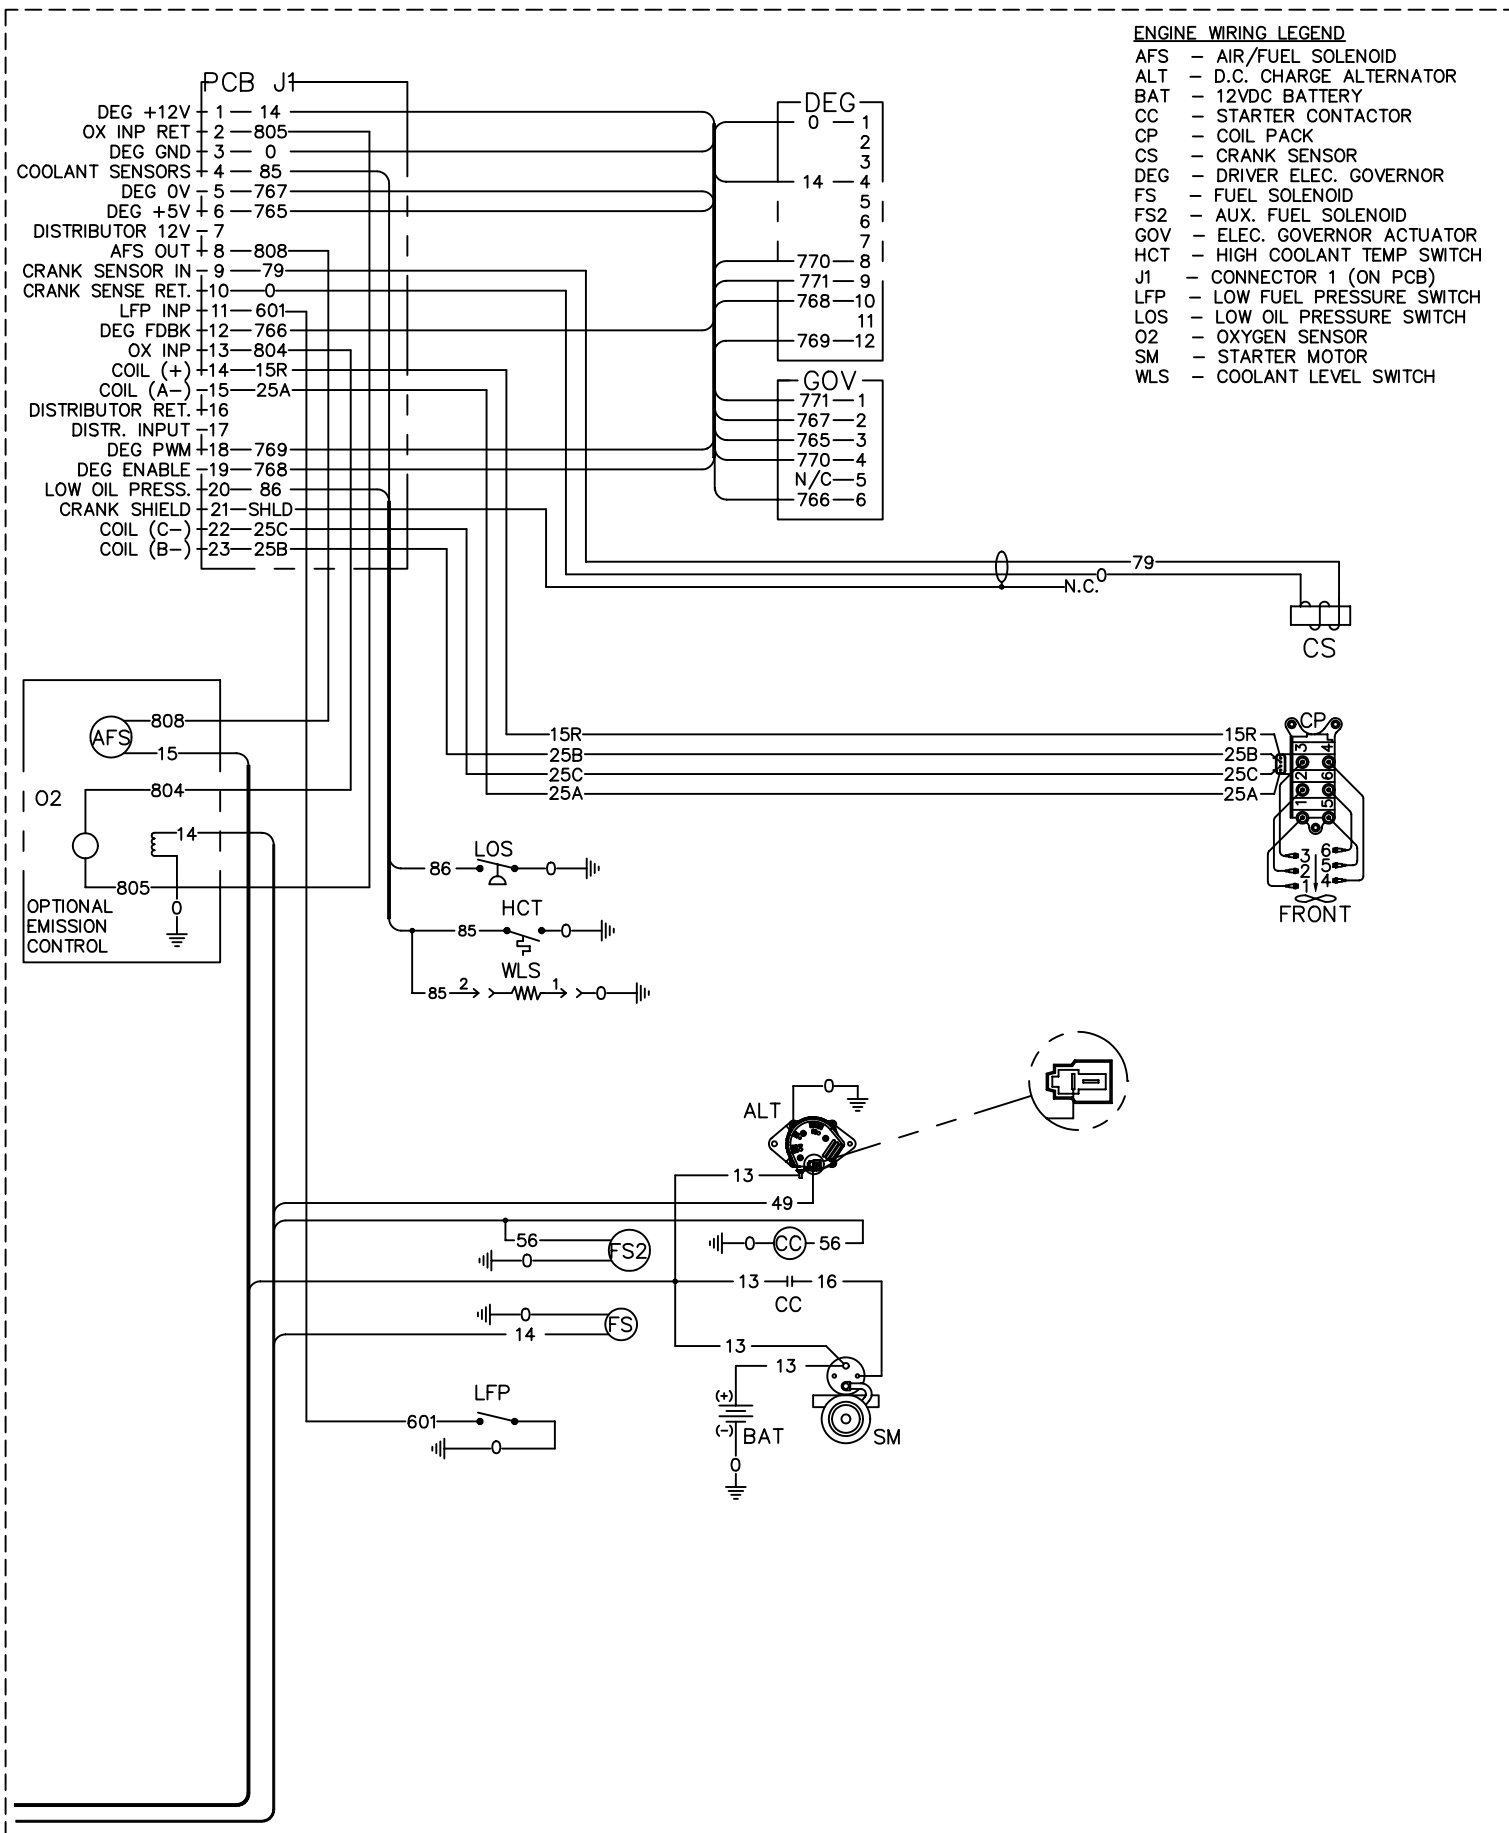 ENGINE WIRING LEGEND
AFS – AIR/FUEL SOLENOID
ALT – D.C. CHARGE ALTERNATOR
BAT – 12VDC BATTERY
CC – STARTER CONTACTOR
CP – COIL PACK
CS – CRANK SENSOR
DEG – DRIVER ELEC. GOVERNOR
FS – FUEL SOLENOID
FS2 – AUX. FUEL SOLENOID
GOV – ELEC. GOVERNOR ACTUATOR
HCT – HIGH COOLANT TEMP SWITCH
J1 – CONNECTOR 1 (ON PCB)
LFP – LOW FUEL PRESSURE SWITCH
LOS – LOW OIL PRESSURE SWITCH
O2 – OXYGEN SENSOR
SM – STARTER MOTOR
WLS – COOLANT LEVEL SWITCH
PCB J1
DEG +12V 1 14
OX INP RET 2 805
DEG GND 3 0
COOLANT SENSORS 4 85
DEG 0V 5 767
DEG +5V 6 765
DISTRIBUTOR 12V 7
AFS OUT 8 808
CRANK SENSOR IN 9 79
CRANK SENSE RET. 10 0
LFP INP 11 601
DEG FDBK 12 766
OX INP 13 804
COIL (+) 14 15R
COIL (A–) 15 25A
DISTRIBUTOR RET. 16
DISTR. INPUT 17
DEG PWM 18 769
DEG ENABLE 19 768
LOW OIL PRESS. 20 86
CRANK SHIELD 21 SHLD
COIL (C–) 22 25C
COIL (B–) 23 25B
DEG
0 1
2
3
14 4
5
6
7
770 8
771 9
768 10
11
769 12
GOV
771 1
767 2
765 3
770 4
N/C 5
766 6
79
0
N.C.
CS
808
AFS
15
804
O2
14
805
0
OPTIONAL
EMISSION
CONTROL
15R 15R
25B 25B
25C 25C
25A 25A
CP
3 4
2 6
1 5
3 6
2 5
1 4
FRONT
LOS
86 0
HCT
85 0
WLS
85 2 1 0
0
ALT
13
49
56
FS2
0
0 CC 56
13 16
CC
0
FS
14
13
13
LFP
601
0
(+)
(–)
BAT
SM
0